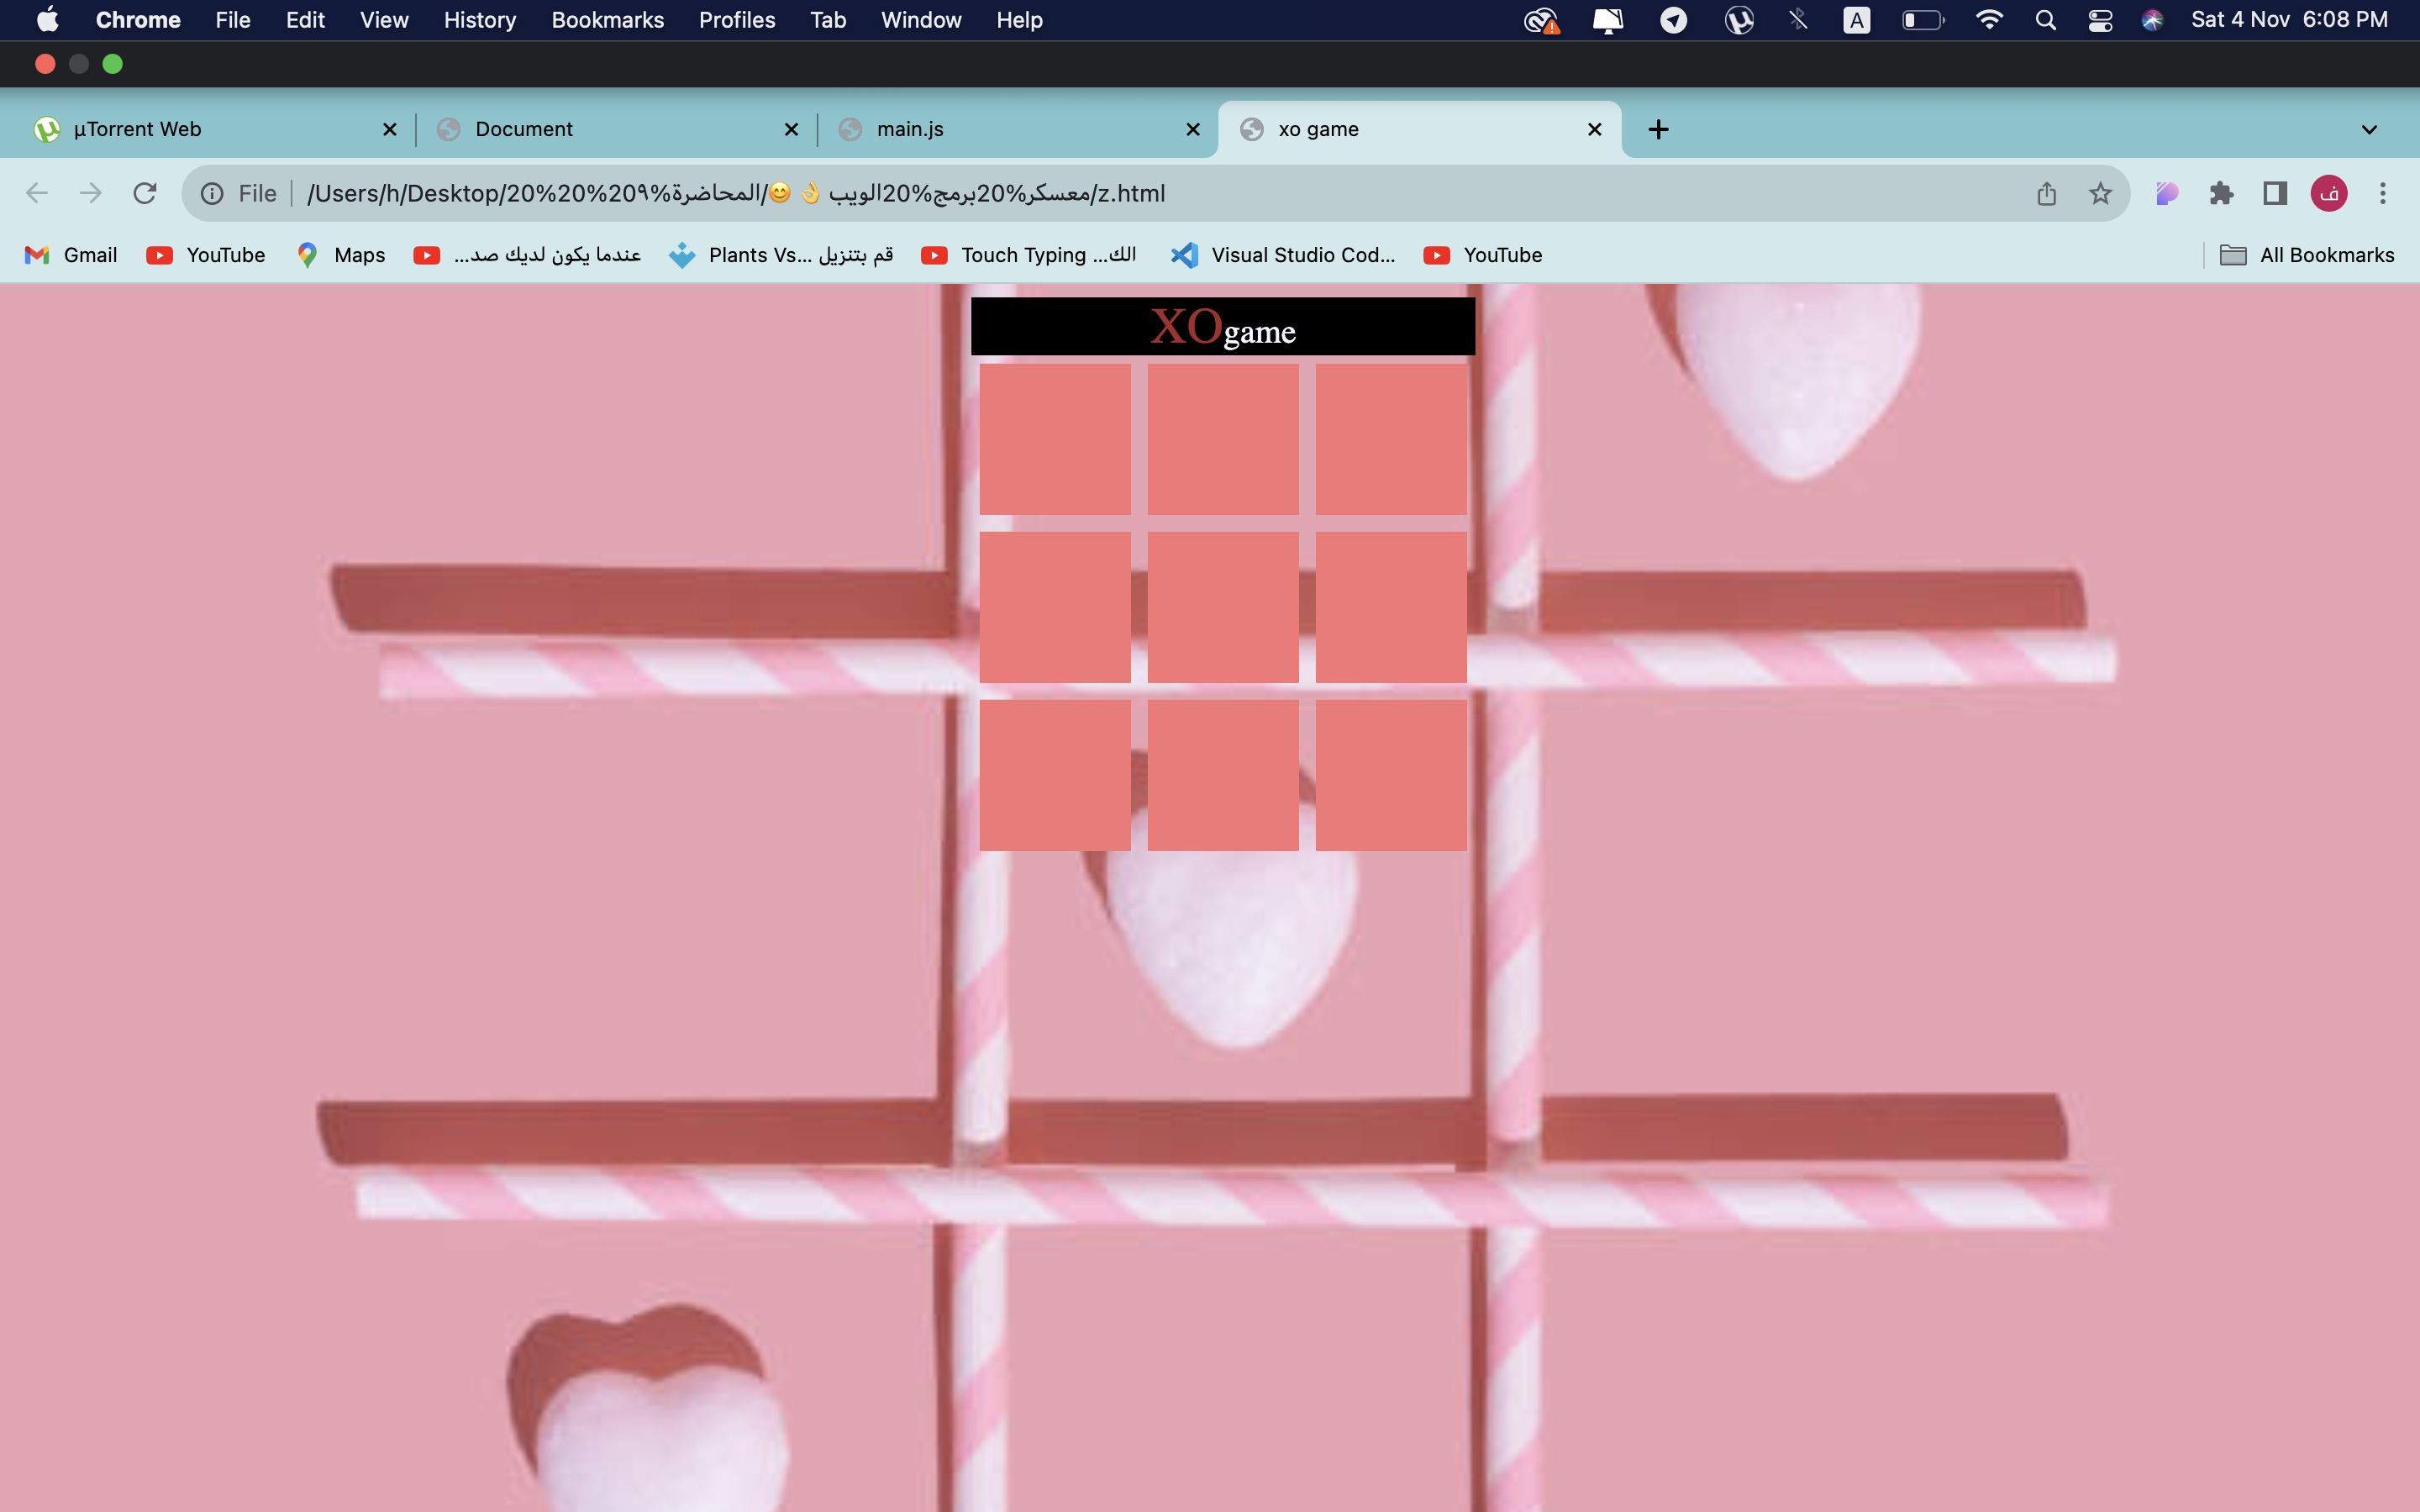 Chrome File Edit View History Bookmarks Profiles Tab Window Help A Sat 4 Nov 6:08 PM
µTorrent Web Document main.js xo game
File /Users/h/Desktop/معسكر%20برمج%20الويب 👌 😊/المحاضرة%20%20%20٩/z.html ف
Gmail YouTube Maps عندما يكون لديك صد... Plants Vs... قم بتنزيل Touch Typing ...الك Visual Studio Cod... YouTube All Bookmarks
XOgame